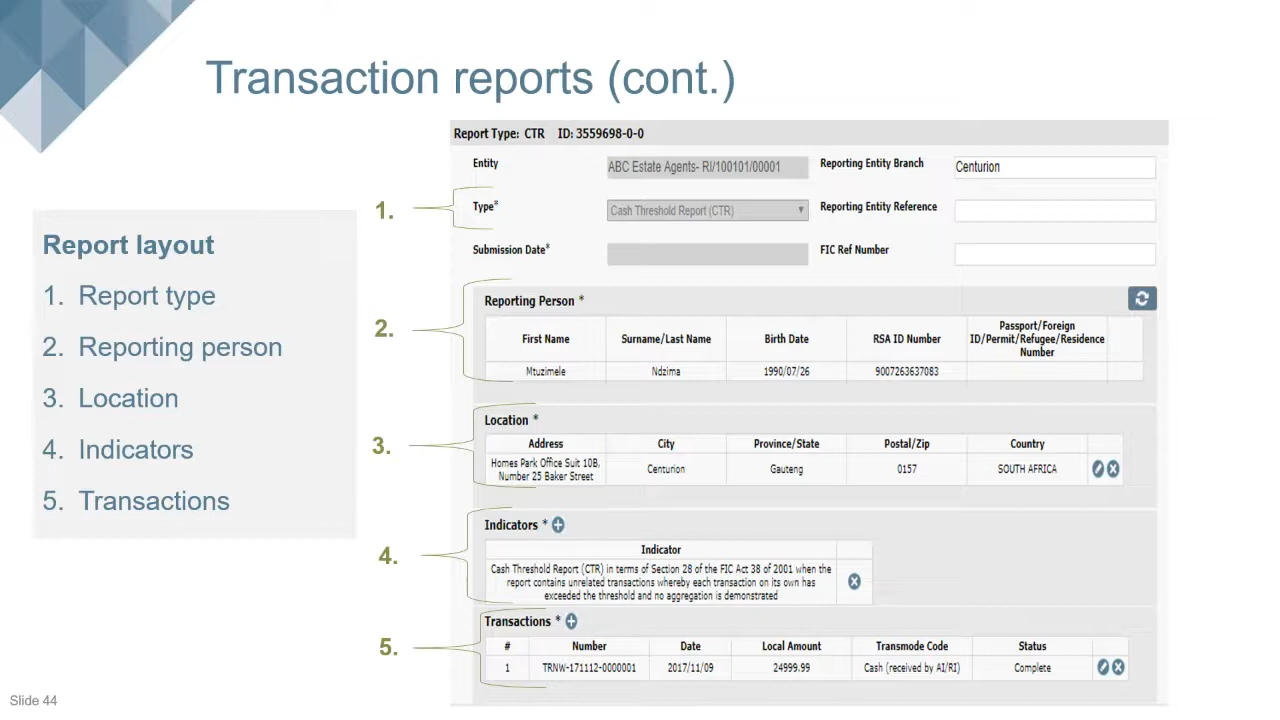 Transaction reports (cont.)
Report layout
1. Report type
2. Reporting person
3. Location
4. Indicators
5. Transactions
Report Type: CTR ID: 3559698-0-0
Entity ABC Estate Agents- RI/100101/00001 Reporting Entity Branch Centurion
1. Type* Cash Threshold Report (CTR) Reporting Entity Reference
Submission Date* FIC Ref Number
2. Reporting Person *
First Name Surname/Last Name Birth Date RSA ID Number Passport/Foreign
ID/Permit/Refugee/Residence
Number
Mtuzimele Ndzima 1990/07/26 9007263637083
3. Location *
Address City Province/State Postal/Zip Country
Homes Park Office Suit 10B,
Number 25 Baker Street Centurion Gauteng 0157 SOUTH AFRICA
4. Indicators *
Indicator
Cash Threshold Report (CTR) in terms of Section 28 of the FIC Act 38 of 2001 when the
report contains unrelated transactions whereby each transaction on its own has
exceeded the threshold and no aggregation is demonstrated
5. Transactions *
# Number Date Local Amount Transmode Code Status
1 TRNW-171112-0000001 2017/11/09 24999.99 Cash (received by AI/RI) Complete
Slide 44